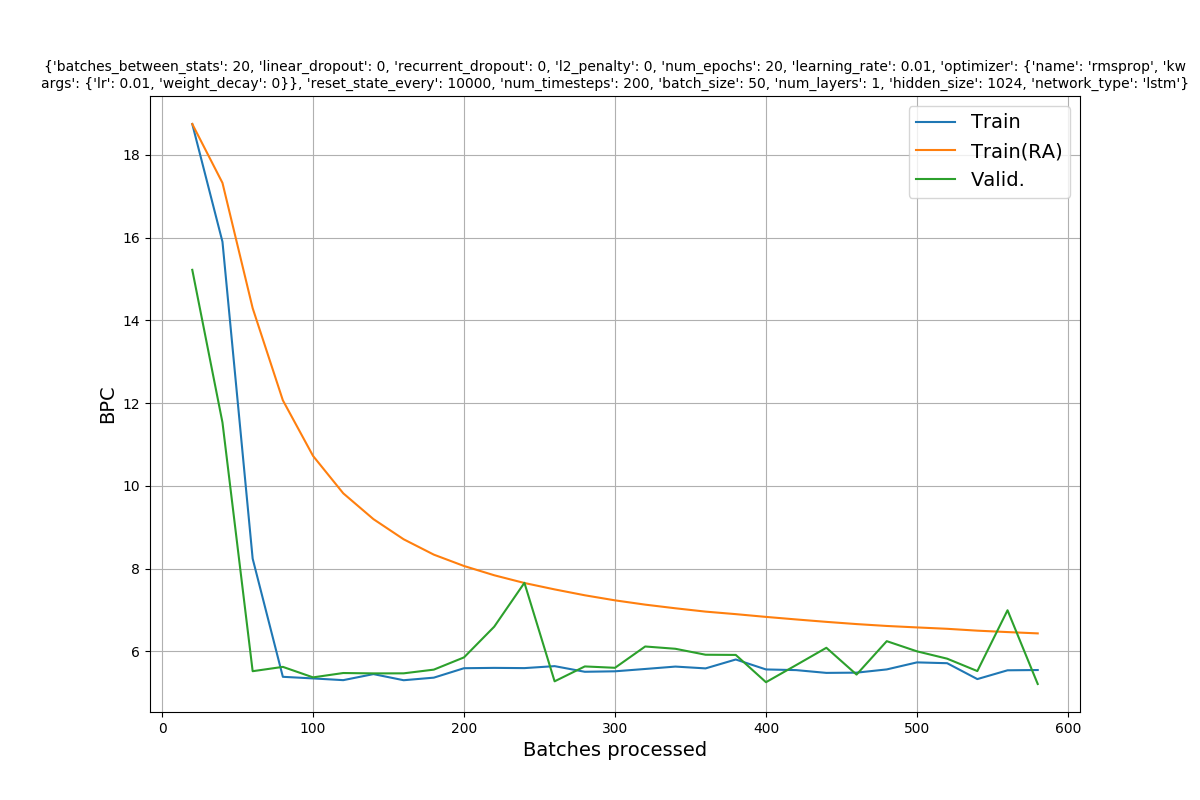 {'batches_between_stats': 20, 'linear_dropout': 0, 'recurrent_dropout': 0, 'l2_penalty': 0, 'num_epochs': 20, 'learning_rate': 0.01, 'optimizer': {'name': 'rmsprop', 'kw
args': {'lr': 0.01, 'weight_decay': 0}}, 'reset_state_every': 10000, 'num_timesteps': 200, 'batch_size': 50, 'num_layers': 1, 'hidden_size': 1024, 'network_type': 'lstm'}
Train
Train(RA)
Valid.
18
16
14
12
10
8
6
BPC
0 100 200 300 400 500 600
Batches processed